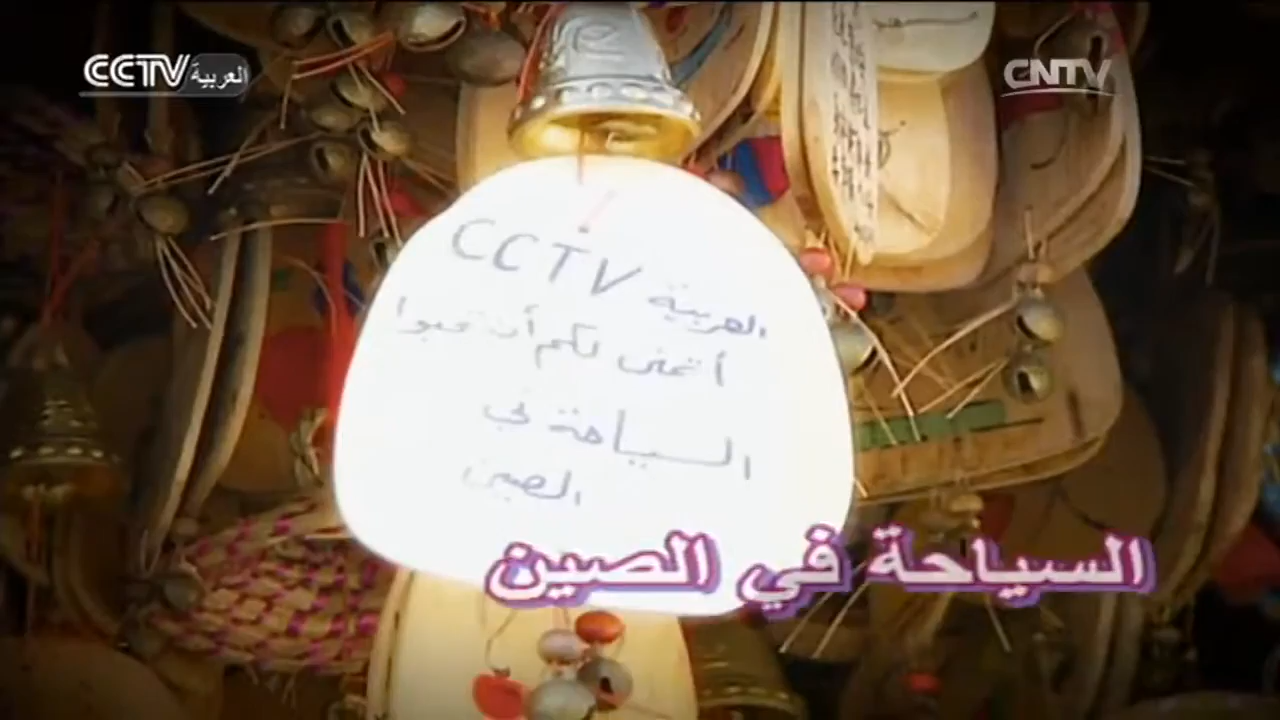 CCTV العربية
CNTV
CCTV العربية
أتمنى لكم أن تحبوا
السياحة في
الصين
السياحة في الصين